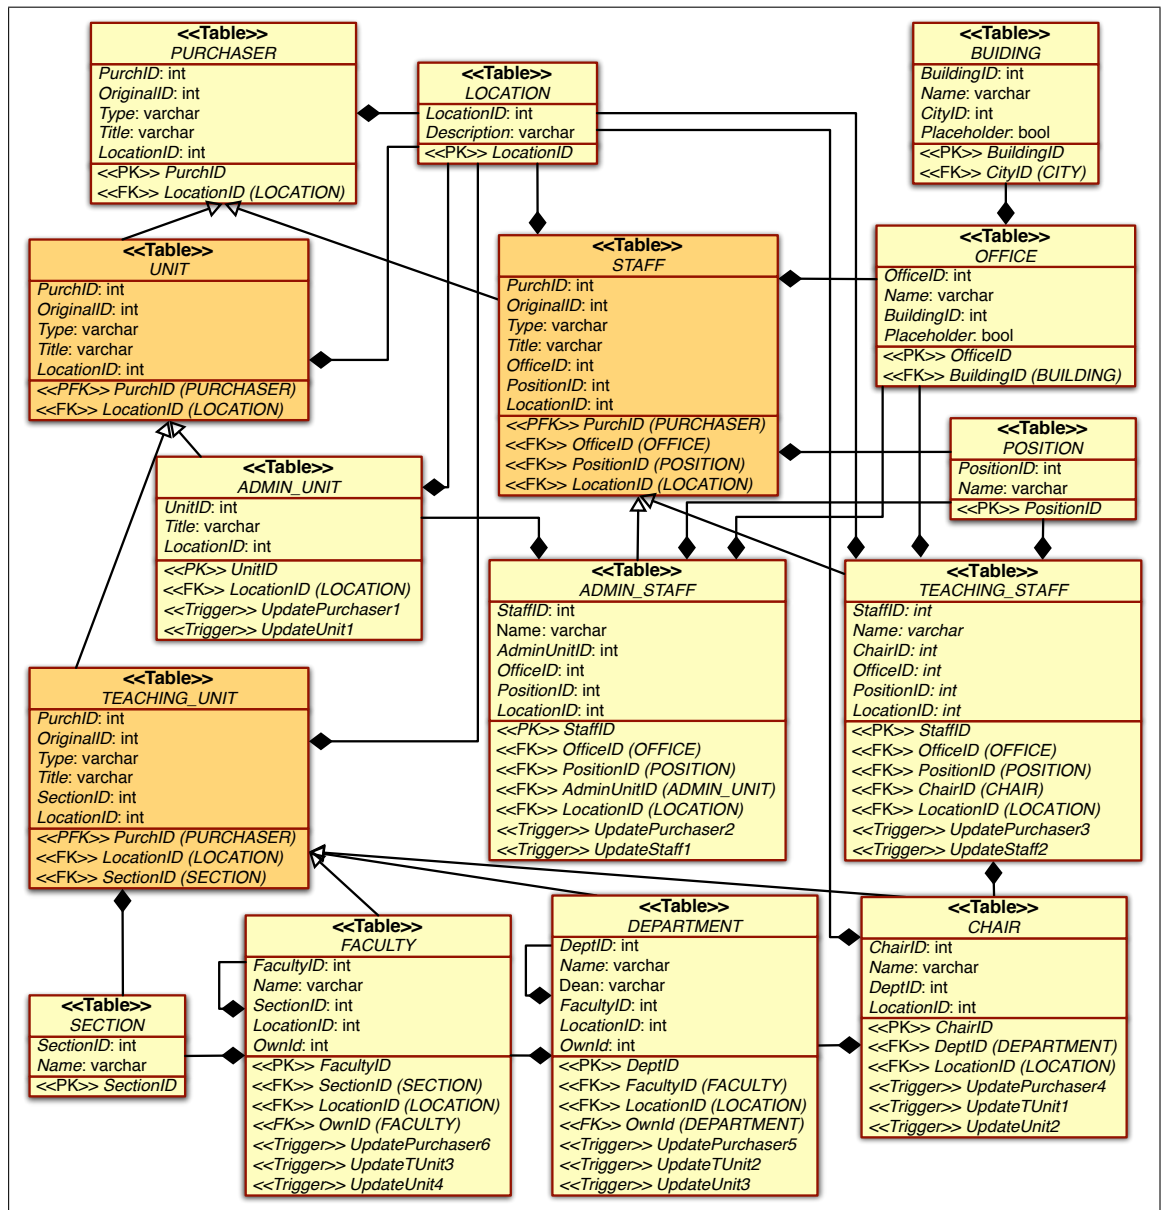 <<Table>>
PURCHASER
PurchID: int
OriginalID: int
Type: varchar
Title: varchar
LocationID: int
<<PK>> PurchID
<<FK>> LocationID (LOCATION)
<<Table>>
LOCATION
LocationID: int
Description: varchar
<<PK>> LocationID
<<Table>>
BUIDING
BuildingID: int
Name: varchar
CityID: int
Placeholder: bool
<<PK>> BuildingID
<<FK>> CityID (CITY)
<<Table>>
UNIT
PurchID: int
OriginalID: int
Type: varchar
Title: varchar
LocationID: int
<<PFK>> PurchID (PURCHASER)
<<FK>> LocationID (LOCATION)
<<Table>>
STAFF
PurchID: int
OriginalID: int
Type: varchar
Title: varchar
OfficeID: int
PositionID: int
LocationID: int
<<PFK>> PurchID (PURCHASER)
<<FK>> OfficeID (OFFICE)
<<FK>> PositionID (POSITION)
<<FK>> LocationID (LOCATION)
<<Table>>
OFFICE
OfficeID: int
Name: varchar
BuildingID: int
Placeholder: bool
<<PK>> OfficeID
<<FK>> BuildingID (BUILDING)
<<Table>>
POSITION
PositionID: int
Name: varchar
<<PK>> PositionID
<<Table>>
ADMIN_UNIT
UnitID: int
Title: varchar
LocationID: int
<<PK>> UnitID
<<FK>> LocationID (LOCATION)
<<Trigger>> UpdatePurchaser1
<<Trigger>> UpdateUnit1
<<Table>>
ADMIN_STAFF
StaffID: int
Name: varchar
AdminUnitID: int
OfficeID: int
PositionID: int
LocationID: int
<<PK>> StaffID
<<FK>> OfficeID (OFFICE)
<<FK>> PositionID (POSITION)
<<FK>> AdminUnitID (ADMIN_UNIT)
<<FK>> LocationID (LOCATION)
<<Trigger>> UpdatePurchaser2
<<Trigger>> UpdateStaff1
<<Table>>
TEACHING_STAFF
StaffID: int
Name: varchar
ChairID: int
OfficeID: int
PositionID: int
LocationID: int
<<PK>> StaffID
<<FK>> OfficeID (OFFICE)
<<FK>> PositionID (POSITION)
<<FK>> ChairID (CHAIR)
<<FK>> LocationID (LOCATION)
<<Trigger>> UpdatePurchaser3
<<Trigger>> UpdateStaff2
<<Table>>
TEACHING_UNIT
PurchID: int
OriginalID: int
Type: varchar
Title: varchar
SectionID: int
LocationID: int
<<PFK>> PurchID (PURCHASER)
<<FK>> LocationID (LOCATION)
<<FK>> SectionID (SECTION)
<<Table>>
SECTION
SectionID: int
Name: varchar
<<PK>> SectionID
<<Table>>
FACULTY
FacultyID: int
Name: varchar
SectionID: int
LocationID: int
OwnId: int
<<PK>> FacultyID
<<FK>> SectionID (SECTION)
<<FK>> LocationID (LOCATION)
<<FK>> OwnID (FACULTY)
<<Trigger>> UpdatePurchaser6
<<Trigger>> UpdateTUnit3
<<Trigger>> UpdateUnit4
<<Table>>
DEPARTMENT
DeptID: int
Name: varchar
Dean: varchar
FacultyID: int
LocationID: int
OwnId: int
<<PK>> DeptID
<<FK>> FacultyID (FACULTY)
<<FK>> LocationID (LOCATION)
<<FK>> OwnId (DEPARTMENT)
<<Trigger>> UpdatePurchaser5
<<Trigger>> UpdateTUnit2
<<Trigger>> UpdateUnit3
<<Table>>
CHAIR
ChairID: int
Name: varchar
DeptID: int
LocationID: int
<<PK>> ChairID
<<FK>> DeptID (DEPARTMENT)
<<FK>> LocationID (LOCATION)
<<Trigger>> UpdatePurchaser4
<<Trigger>> UpdateTUnit1
<<Trigger>> UpdateUnit2